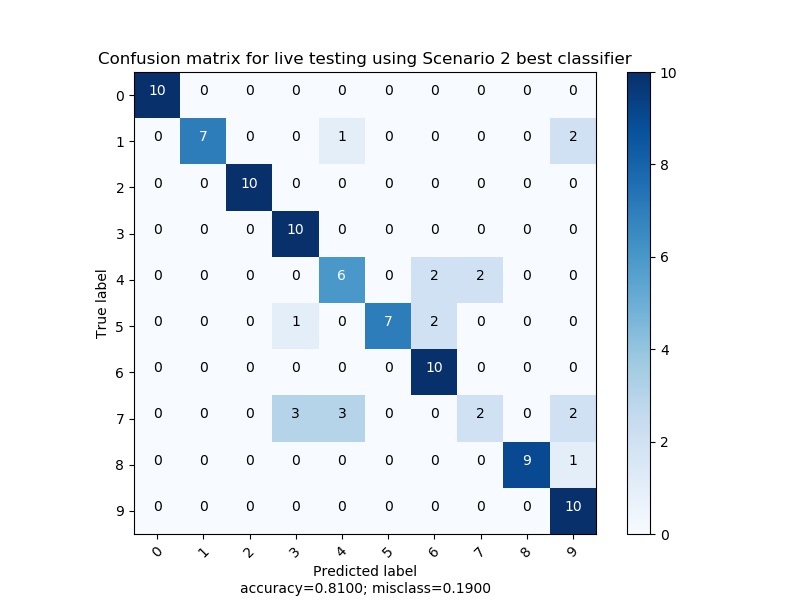 Confusion matrix for live testing using Scenario 2 best classifier
0 10 0 0 0 0 0 0 0 0 0
1 0 7 0 0 1 0 0 0 0 2
2 0 0 10 0 0 0 0 0 0 0
3 0 0 0 10 0 0 0 0 0 0
4 0 0 0 0 6 0 2 2 0 0
5 0 0 0 1 0 7 2 0 0 0
6 0 0 0 0 0 0 10 0 0 0
7 0 0 0 3 3 0 0 2 0 2
8 0 0 0 0 0 0 0 0 9 1
9 0 0 0 0 0 0 0 0 0 10
0 1 2 3 4 5 6 7 8 9
True label
Predicted label
accuracy=0.8100; misclass=0.1900
10
8
6
4
2
0